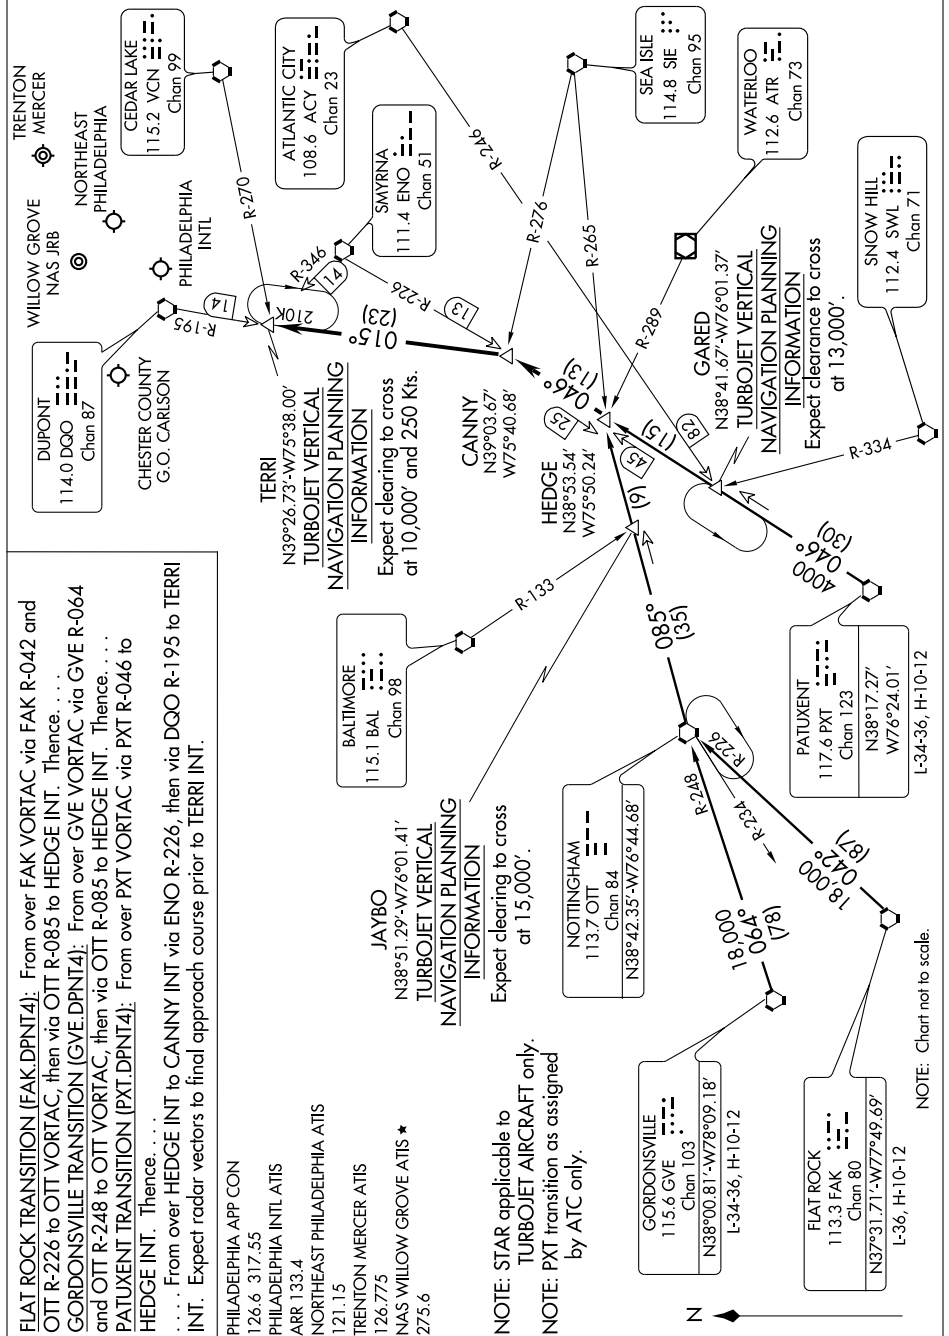 FLAT ROCK TRANSITION (FAK.DPNT4): From over FAK VORTAC via FAK R-042 and
OTT R-226 to OTT VORTAC, then via OTT R-085 to HEDGE INT. Thence. . . .
GORDONSVILLE TRANSITION (GVE.DPNT4): From over GVE VORTAC via GVE R-064
and OTT R-248 to OTT VORTAC, then via OTT R-085 to HEDGE INT. Thence. . . .
PATUXENT TRANSITION (PXT.DPNT4): From over PXT VORTAC via PXT R-046 to
HEDGE INT. Thence. . . .
. . . . From over HEDGE INT to CANNY INT via ENO R-226, then via DQO R-195 to TERRI
INT. Expect radar vectors to final approach course prior to TERRI INT.
PHILADELPHIA APP CON
126.6 317.55
PHILADELPHIA INTL ATIS
ARR 133.4
NORTHEAST PHILADELPHIA ATIS
121.15
TRENTON MERCER ATIS
126.775
NAS WILLOW GROVE ATIS ★
275.6
NOTE: STAR applicable to
TURBOJET AIRCRAFT only.
NOTE: PXT transition as assigned
by ATC only.
N
DUPONT
114.0 DQO
Chan 87
WILLOW GROVE
NAS JRB
TRENTON
MERCER
NORTHEAST
PHILADELPHIA
PHILADELPHIA
INTL
CHESTER COUNTY
G.O. CARLSON
CEDAR LAKE
115.2 VCN
Chan 99
ATLANTIC CITY
108.6 ACY
Chan 23
SMYRNA
111.4 ENO
Chan 51
SEA ISLE
114.8 SIE
Chan 95
WATERLOO
112.6 ATR
Chan 73
SNOW HILL
112.4 SWL
Chan 71
R-195
14
R-270
210K
R-346
14
R-226
13
015°
(23)
R-246
R-276
R-265
R-289
R-334
TERRI
N39°26.73'-W75°38.00'
TURBOJET VERTICAL
NAVIGATION PLANNING
INFORMATION
Expect clearing to cross
at 10,000' and 250 Kts.
CANNY
N39°03.67'
W75°40.68'
046°
(13)
25
HEDGE
N38°53.54'
W75°50.24'
45
(15)
82
(9)
GARED
N38°41.67'-W76°01.37'
TURBOJET VERTICAL
NAVIGATION PLANNING
INFORMATION
Expect clearance to cross
at 13,000'.
4000
046°
(30)
BALTIMORE
115.1 BAL
Chan 98
R-133
JAYBO
N38°51.29'-W76°01.41'
TURBOJET VERTICAL
NAVIGATION PLANNING
INFORMATION
Expect clearing to cross
at 15,000'.
085°
(35)
NOTTINGHAM
113.7 OTT
Chan 84
N38°42.35'-W76°44.68'
R-226
R-248
R-234
PATUXENT
117.6 PXT
Chan 123
N38°17.27'
W76°24.01'
L-34-36, H-10-12
18,000
064°
(78)
18,000
042°
(87)
GORDONSVILLE
115.6 GVE
Chan 103
N38°00.81'-W78°09.18'
L-34-36, H-10-12
FLAT ROCK
113.3 FAK
Chan 80
N37°31.71'-W77°49.69'
L-36, H-10-12
NOTE: Chart not to scale.